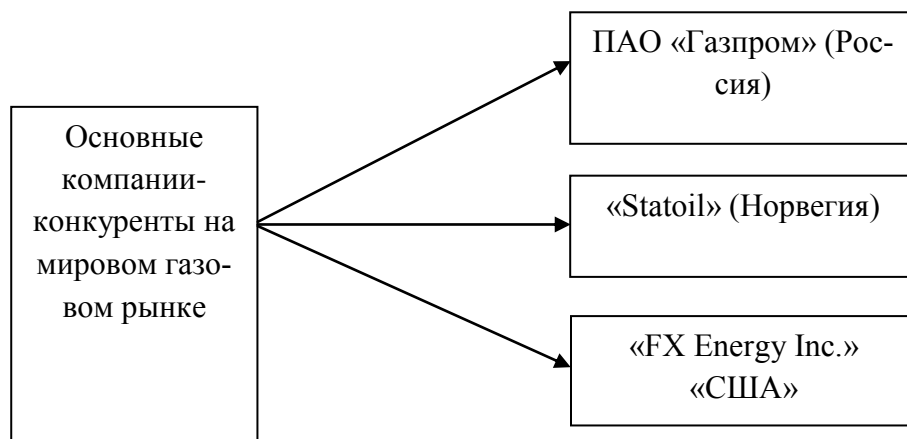 Основные
компании-
конкуренты на
мировом газо-
вом рынке
ПАО «Газпром» (Рос-
сия)
«Statoil» (Норвегия)
«FX Energy Inc.»
«США»